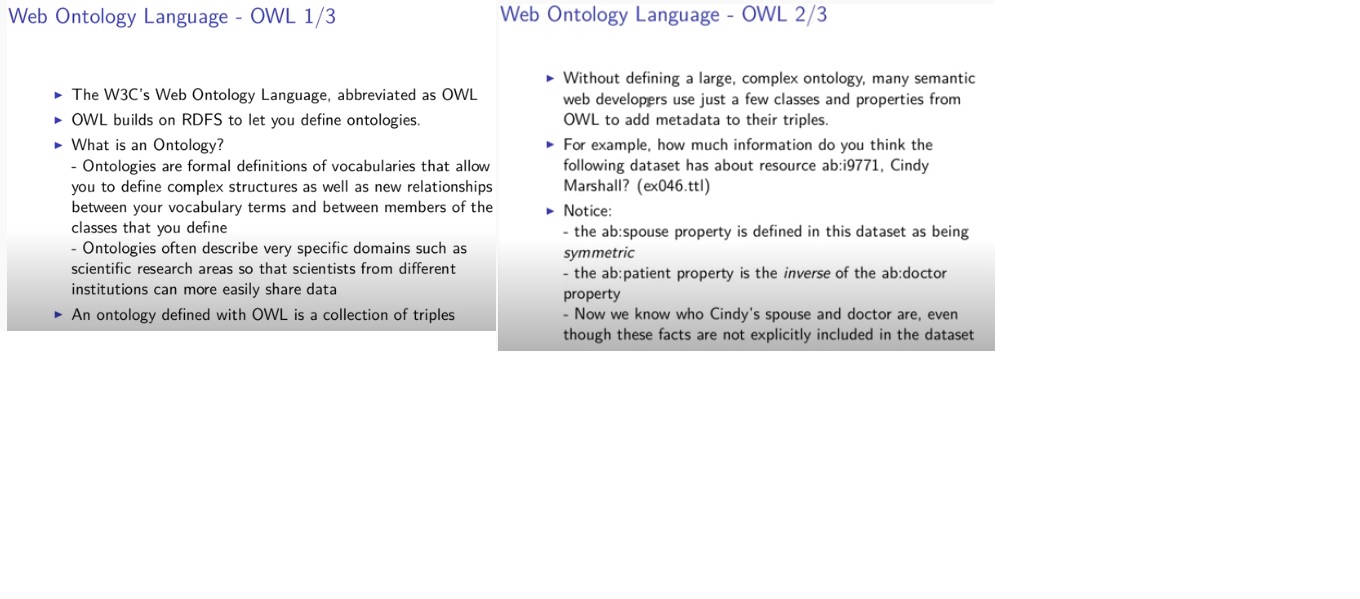 Web Ontology Language - OWL 1/3
► The W3C's Web Ontology Language, abbreviated as OWL
► OWL builds on RDFS to let you define ontologies.
► What is an Ontology?
- Ontologies are formal definitions of vocabularies that allow
you to define complex structures as well as new relationships
between your vocabulary terms and between members of the
classes that you define
- Ontologies often describe very specific domains such as
scientific research areas so that scientists from different
institutions can more easily share data
► An ontology defined with OWL is a collection of triples
Web Ontology Language - OWL 2/3
► Without defining a large, complex ontology, many semantic
web developers use just a few classes and properties from
OWL to add metadata to their triples.
► For example, how much information do you think the
following dataset has about resource ab:i9771, Cindy
Marshall? (ex046.ttl)
► Notice:
- the ab:spouse property is defined in this dataset as being
symmetric
- the ab:patient property is the inverse of the ab:doctor
property
- Now we know who Cindy's spouse and doctor are, even
though these facts are not explicitly included in the dataset